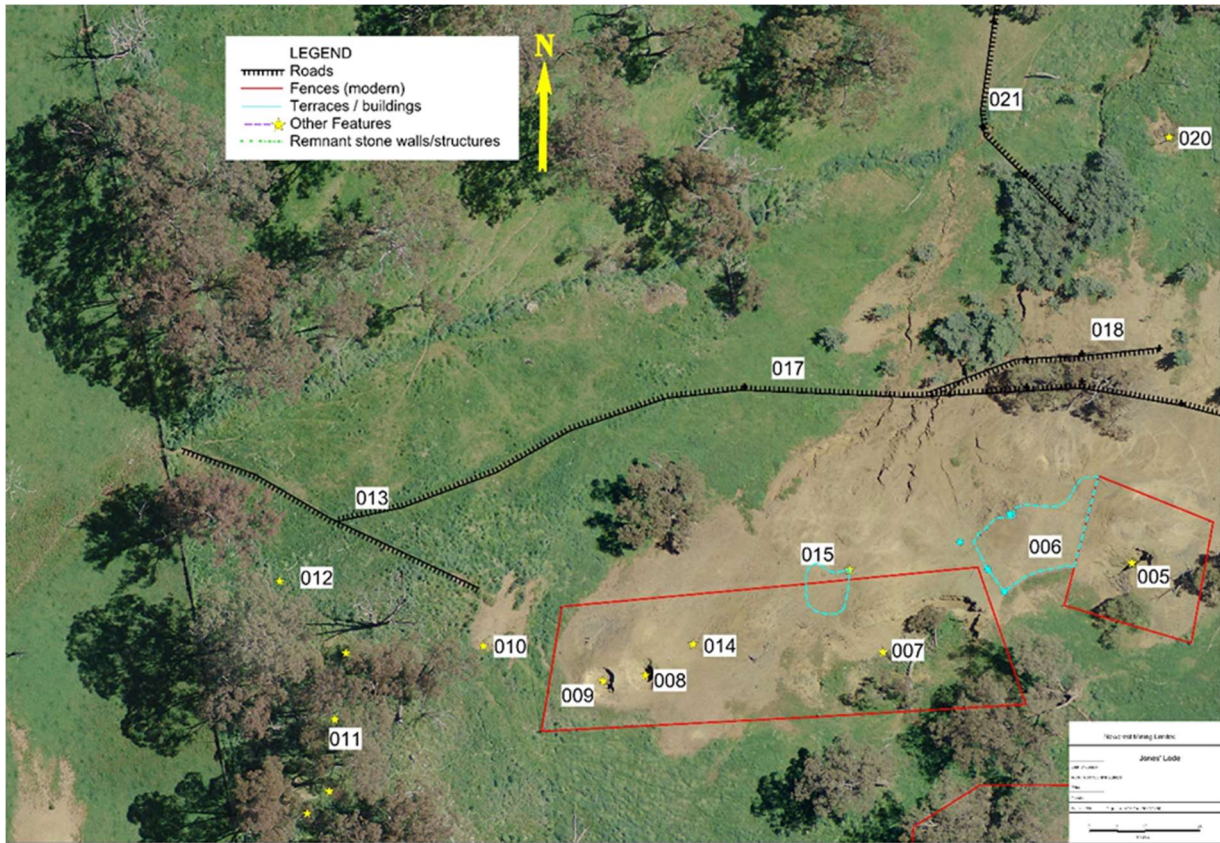 LEGEND
Roads
Fences (modern)
Terraces / buildings
Other Features
Remnant stone walls/structures
N
021
020
018
017
013
015
006
005
012
010
014
007
009
008
011
Jones' Lode